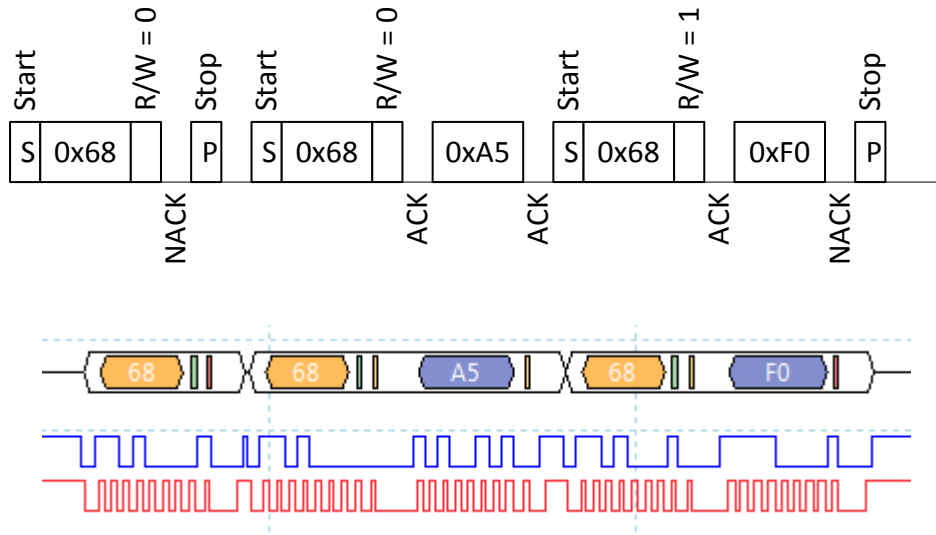 Start R/W = 0 Stop Start R/W = 0 Start R/W = 1 Stop
S 0x68 P S 0x68 0xA5 S 0x68 0xF0 P
NACK ACK ACK ACK NACK
68 68 A5 68 F0